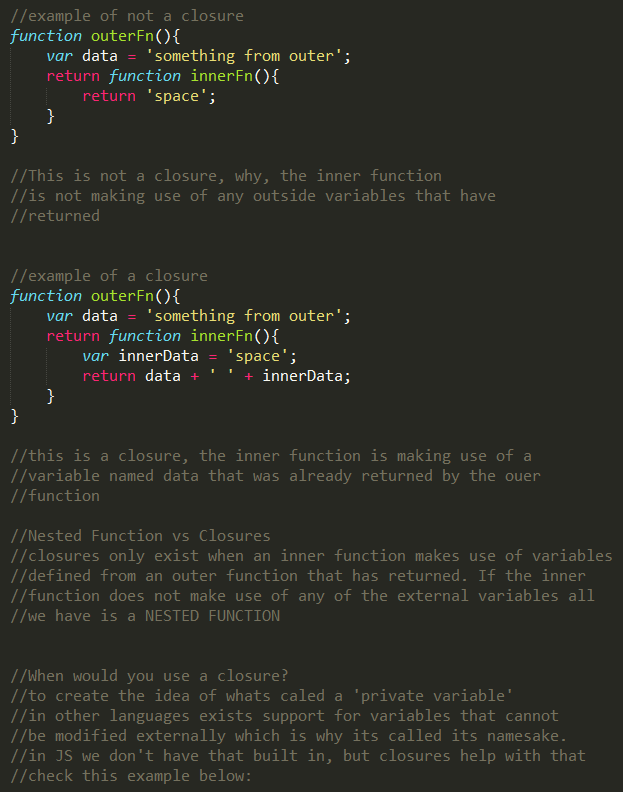 //example of not a closure
function outerFn(){
    var data = 'something from outer';
    return function innerFn(){
        return 'space';
    }
}

//This is not a closure, why, the inner function
//is not making use of any outside variables that have
//returned


//example of a closure
function outerFn(){
    var data = 'something from outer';
    return function innerFn(){
        var innerData = 'space';
        return data + ' ' + innerData;
    }
}

//this is a closure, the inner function is making use of a
//variable named data that was already returned by the ouer
//function

//Nested Function vs Closures
//closures only exist when an inner function makes use of variables
//defined from an outer function that has returned. If the inner
//function does not make use of any of the external variables all
//we have is a NESTED FUNCTION


//When would you use a closure?
//to create the idea of whats caled a 'private variable'
//in other languages exists support for variables that cannot
//be modified externally which is why its called its namesake.
//in JS we don't have that built in, but closures help with that
//check this example below: